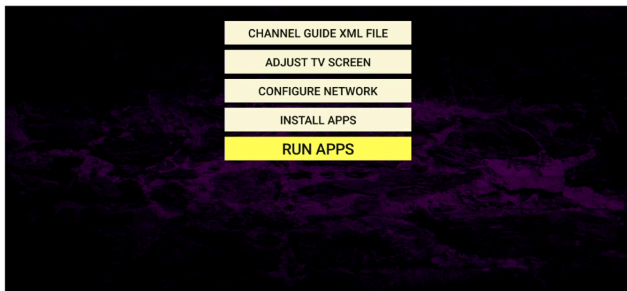 CHANNEL GUIDE XML FILE
ADJUST TV SCREEN
CONFIGURE NETWORK
INSTALL APPS
RUN APPS